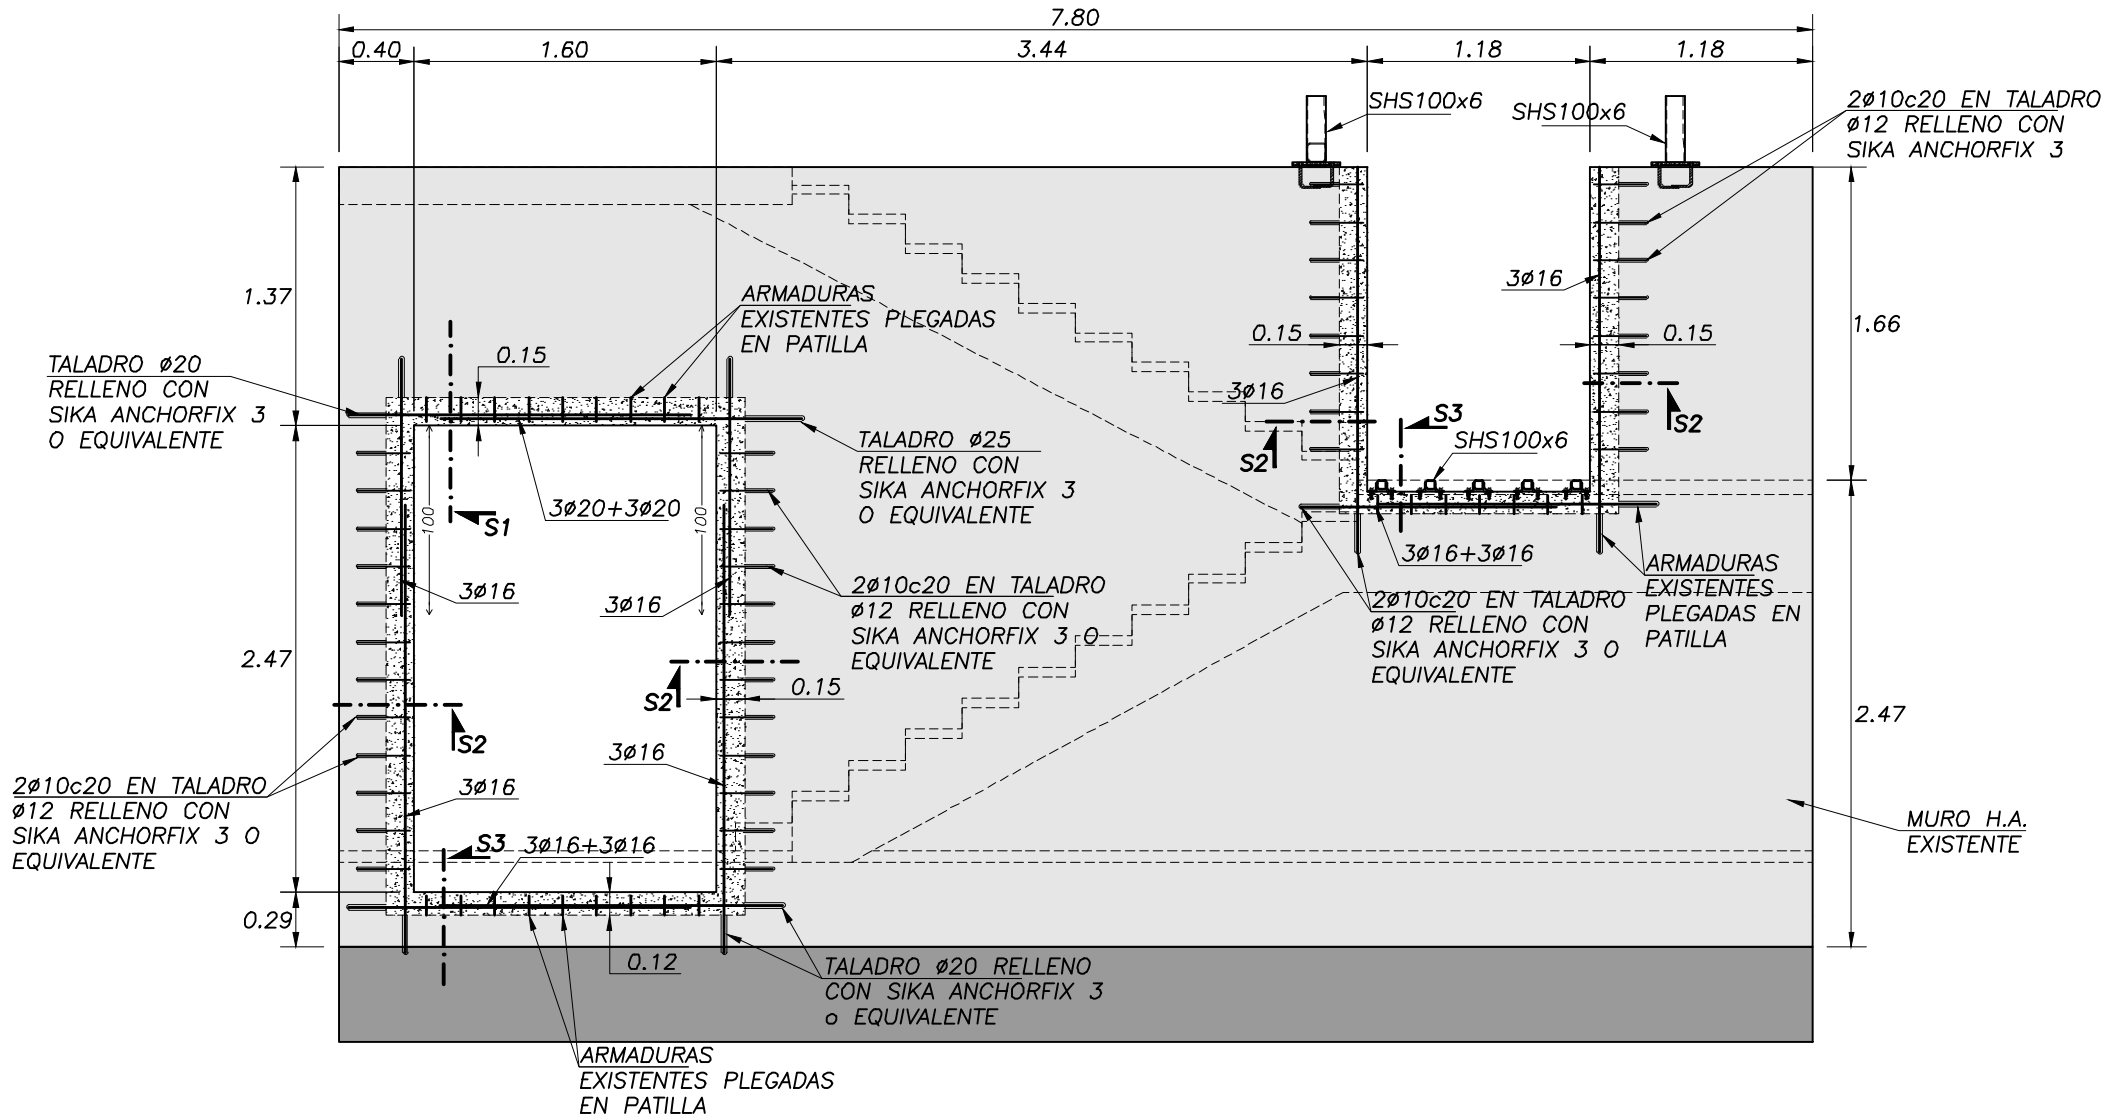 7.80
0.40
1.60
3.44
1.18
1.18
SHS100x6
SHS100x6
2ø10c20 EN TALADRO
ø12 RELLENO CON
SIKA ANCHORFIX 3
1.37
ARMADURAS
EXISTENTES PLEGADAS
EN PATILLA
3ø16
1.66
0.15
0.15
TALADRO ø20
RELLENO CON
SIKA ANCHORFIX 3
O EQUIVALENTE
0.15
3ø16
S2
S3
S2
SHS100x6
TALADRO ø25
RELLENO CON
SIKA ANCHORFIX 3
O EQUIVALENTE
100
S1
3ø20+3ø20
100
3ø16+3ø16
ARMADURAS
EXISTENTES
PLEGADAS EN
PATILLA
3ø16
3ø16
2ø10c20 EN TALADRO
ø12 RELLENO CON
SIKA ANCHORFIX 3 O
EQUIVALENTE
2ø10c20 EN TALADRO
ø12 RELLENO CON
SIKA ANCHORFIX 3 O
EQUIVALENTE
2.47
S2
0.15
2.47
S2
3ø16
3ø16
2ø10c20 EN TALADRO
ø12 RELLENO CON
SIKA ANCHORFIX 3 O
EQUIVALENTE
S3
3ø16+3ø16
MURO H.A.
EXISTENTE
0.29
0.12
TALADRO ø20 RELLENO
CON SIKA ANCHORFIX 3
o EQUIVALENTE
ARMADURAS
EXISTENTES PLEGADAS
EN PATILLA